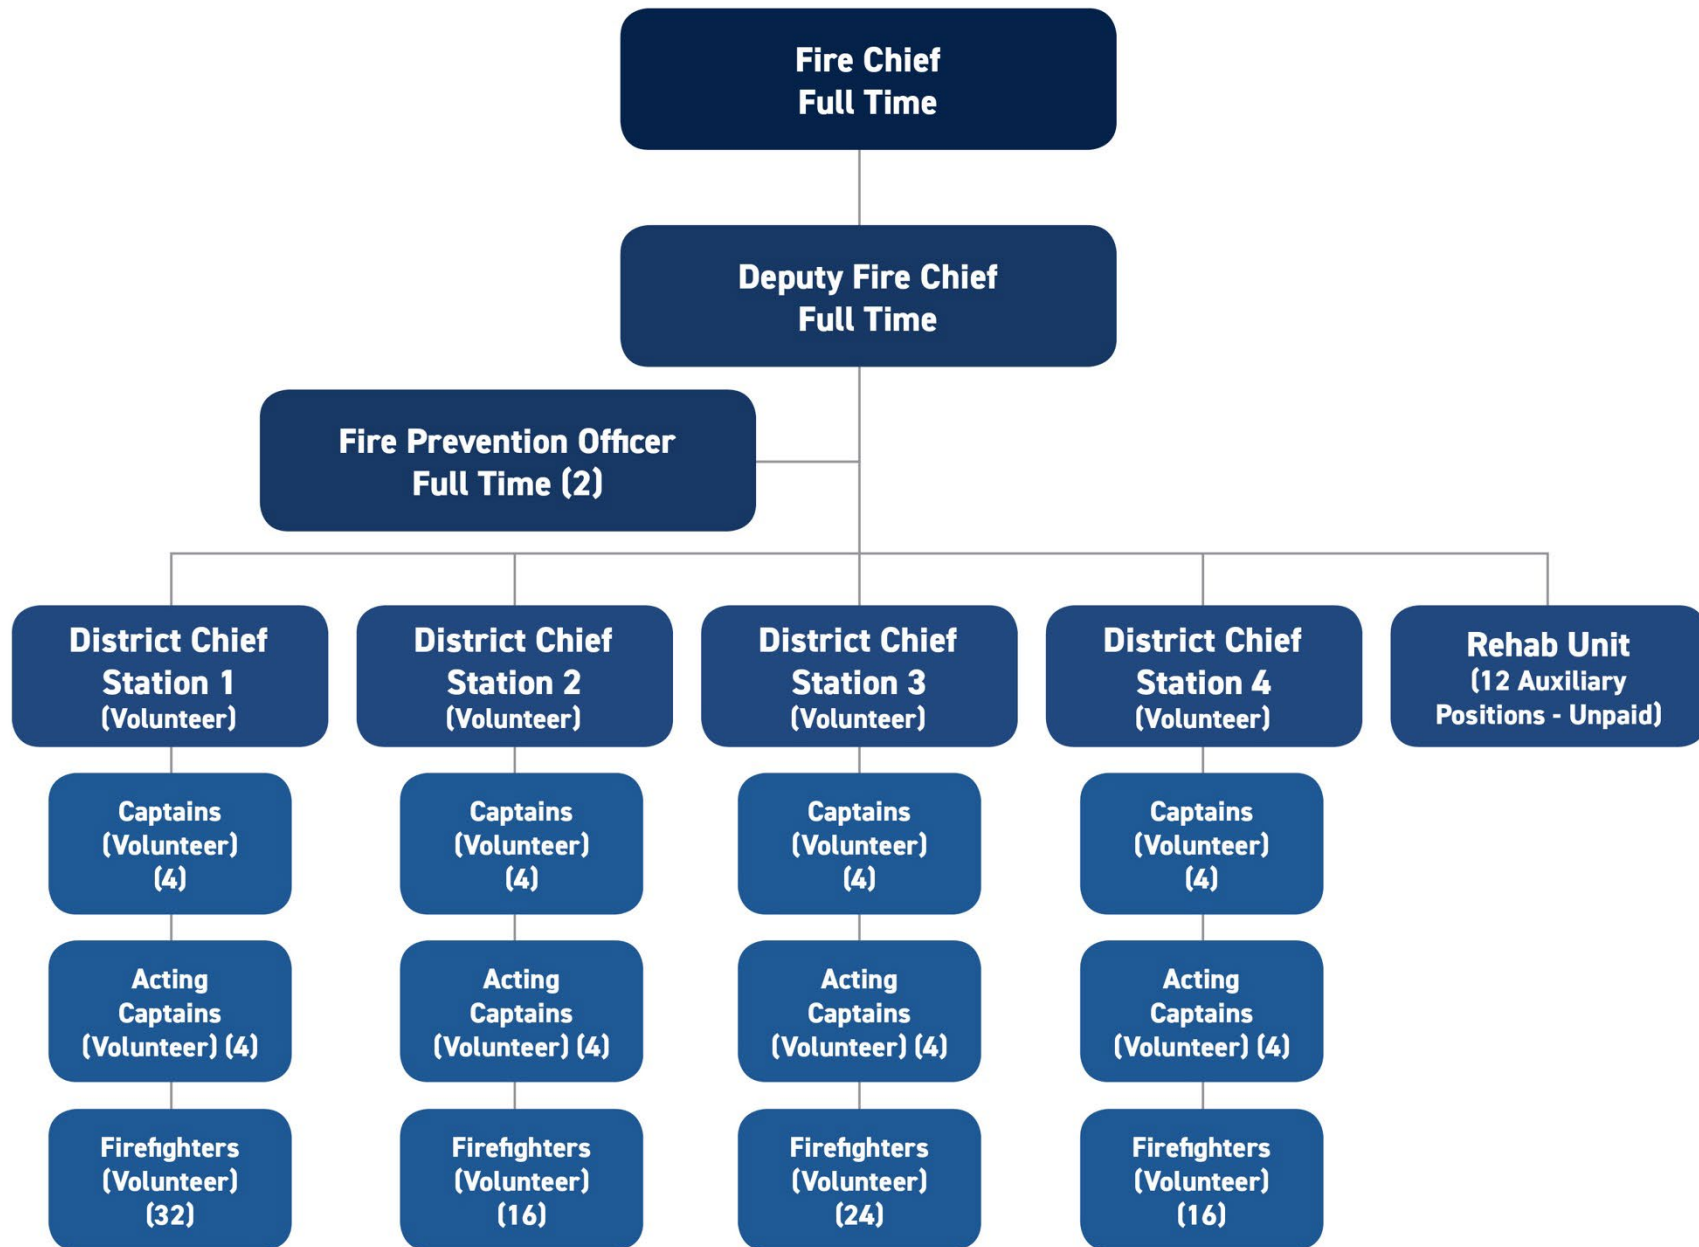 Fire Chief
Full Time
Deputy Fire Chief
Full Time
Fire Prevention Officer
Full Time (2)
District Chief
Station 1
(Volunteer)
District Chief
Station 2
(Volunteer)
District Chief
Station 3
(Volunteer)
District Chief
Station 4
(Volunteer)
Rehab Unit
(12 Auxiliary
Positions - Unpaid)
Captains
(Volunteer)
(4)
Captains
(Volunteer)
(4)
Captains
(Volunteer)
(4)
Captains
(Volunteer)
(4)
Acting
Captains
(Volunteer) (4)
Acting
Captains
(Volunteer) (4)
Acting
Captains
(Volunteer) (4)
Acting
Captains
(Volunteer) (4)
Firefighters
(Volunteer)
(32)
Firefighters
(Volunteer)
(16)
Firefighters
(Volunteer)
(24)
Firefighters
(Volunteer)
(16)